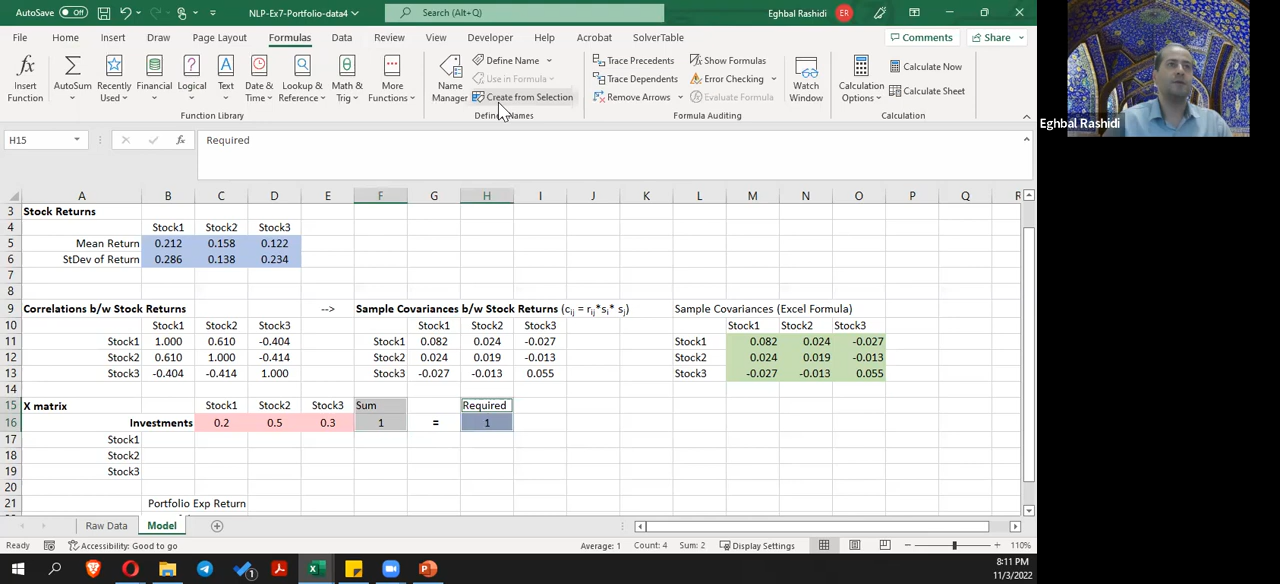 AutoSave Off NLP-Ex7-Portfolio-data4 Search (Alt+Q) Eghbal Rashidi ER
File Home Insert Draw Page Layout Formulas Data Review View Developer Help Acrobat SolverTable Comments Share
Insert Function
AutoSum
Recently Used
Financial
Logical
Text
Date & Time
Lookup & Reference
Math & Trig
More Functions
Function Library
Name Manager
Define Name
Use in Formula
Create from Selection
Trace Precedents
Trace Dependents
Remove Arrows
Show Formulas
Error Checking
Evaluate Formula
Formula Auditing
Watch Window
Calculation Options
Calculate Now
Calculate Sheet
Calculation
Eghbal Rashidi
H15 fx Required
A B C D E F G H I J K L M N O P Q R
3 Stock Returns
4 Stock1 Stock2 Stock3
5 Mean Return 0.212 0.158 0.122
6 StDev of Return 0.286 0.138 0.234
7
8
9 Correlations b/w Stock Returns --> Sample Covariances b/w Stock Returns (cij = rij*si* sj) Sample Covariances (Excel Formula)
10 Stock1 Stock2 Stock3 Stock1 Stock2 Stock3 Stock1 Stock2 Stock3
11 Stock1 1.000 0.610 -0.404 Stock1 0.082 0.024 -0.027 Stock1 0.082 0.024 -0.027
12 Stock2 0.610 1.000 -0.414 Stock2 0.024 0.019 -0.013 Stock2 0.024 0.019 -0.013
13 Stock3 -0.404 -0.414 1.000 Stock3 -0.027 -0.013 0.055 Stock3 -0.027 -0.013 0.055
14
15 X matrix Stock1 Stock2 Stock3 Sum Required
16 Investments 0.2 0.5 0.3 1 = 1
17 Stock1
18 Stock2
19 Stock3
20
21 Portfolio Exp Return
Raw Data Model
Ready Accessibility: Good to go Average: 1 Count: 4 Sum: 2 Display Settings 110%
1
8:11 PM
11/3/2022